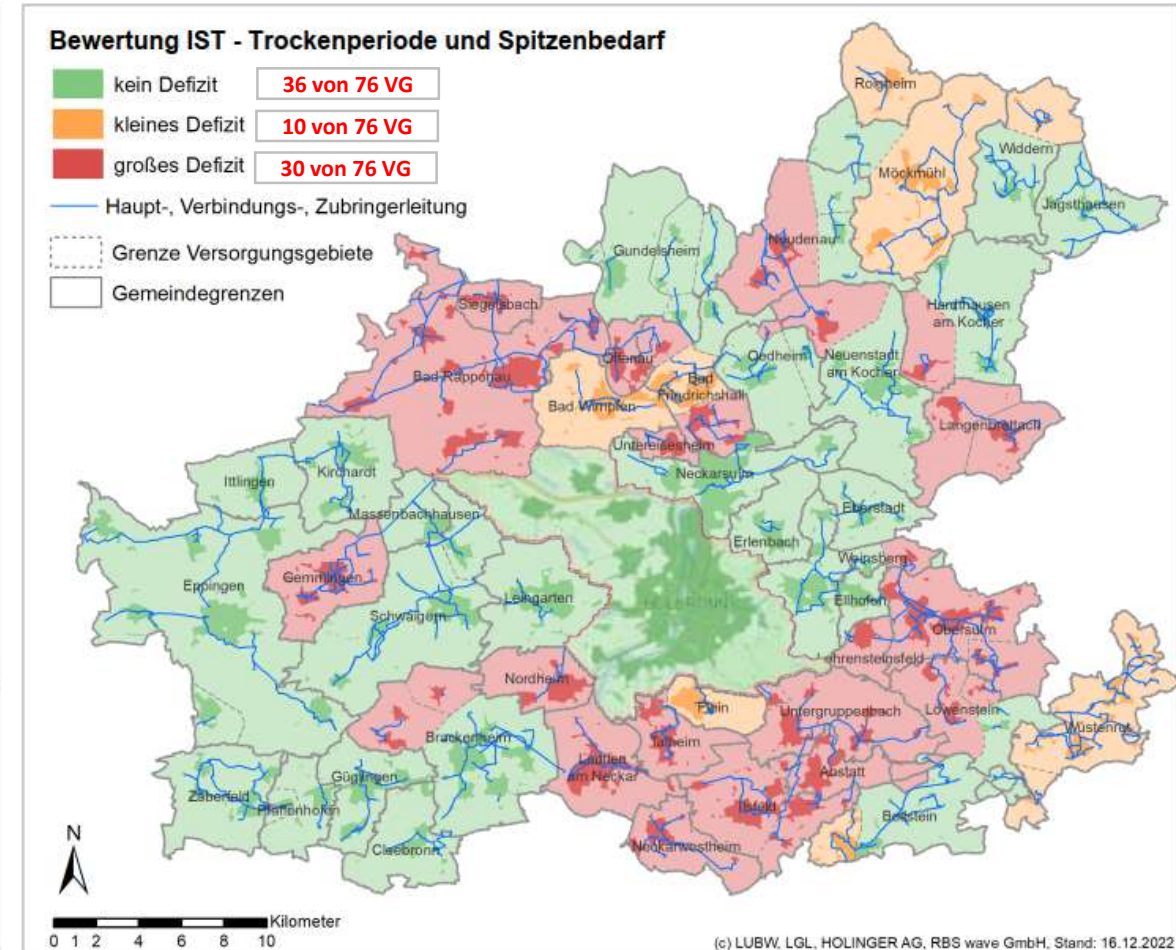 Bewertung IST - Trockenperiode und Spitzenbedarf
kein Defizit 36 von 76 VG
kleines Defizit 10 von 76 VG
großes Defizit 30 von 76 VG
Haupt-, Verbindungs-, Zubringerleitung
Grenze Versorgungsgebiete
Gemeindegrenzen
Roigheim
Möckmühl
Widdern
Jagsthausen
Gundelsheim
Neudenau
Siegelsbach
Hardthausen
am Kocher
Bad Rappenau
Offenau
Oedheim
Neuenstadt
am Kocher
Bad
Friedrichshall
Bad Wimpfen
Langenbrettach
Untereisesheim
Neckarsulm
Kirchardt
Ittlingen
Massenbachhausen
Eberstadt
Erlenbach
Weinsberg
Gemmingen
Eppingen
Leingarten
Schwaigern
HEILBRONN
Ellhofen
Obersulm
Lehrensteinsfeld
Nordheim
Flein
Untergruppenbach
Löwenstein
Wüstenrot
Brackenheim
Talheim
Lauffen
am Neckar
Abstatt
Güglingen
Zaberfeld
Pfaffenhofen
Ilsfeld
Beilstein
Cleebronn
Neckarwestheim
N
Kilometer
0 1 2 4 6 8 10
(c) LUBW, LGL, HOLINGER AG, RBS wave GmbH, Stand: 16.12.2022